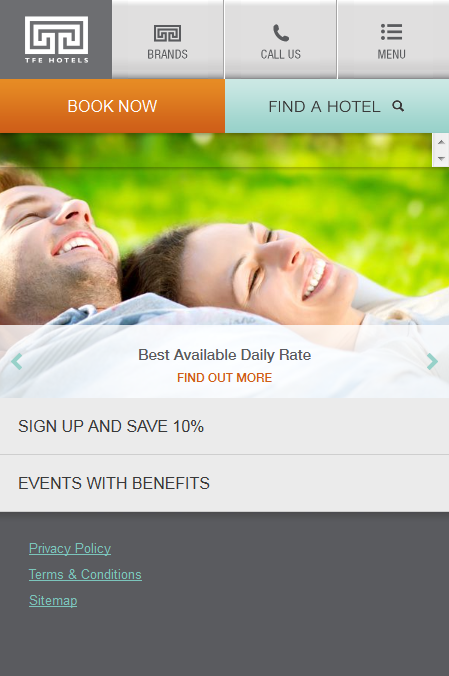 TFE HOTELS
BRANDS
CALL US
MENU
BOOK NOW
FIND A HOTEL
Best Available Daily Rate
FIND OUT MORE
SIGN UP AND SAVE 10%
EVENTS WITH BENEFITS
Privacy Policy
Terms & Conditions
Sitemap